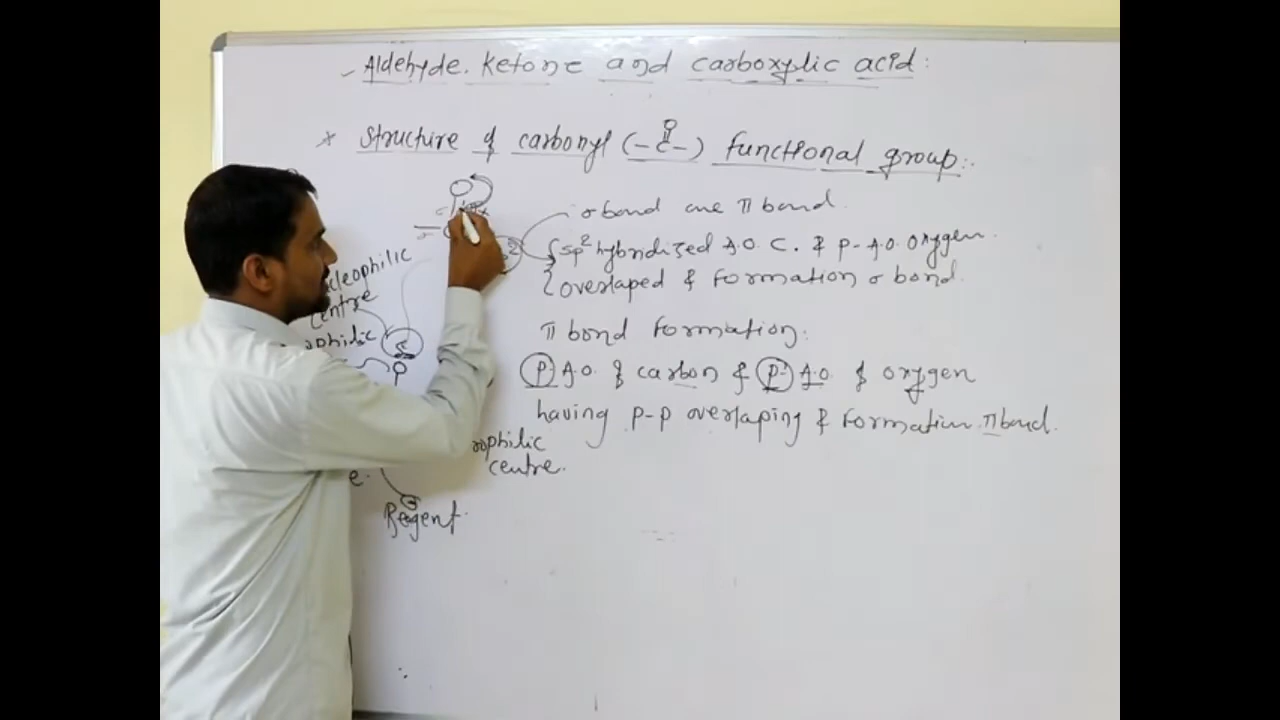 - Aldehyde. Ketone and carboxylic acid:
* Structure of carbonyl (-C-) functional group:
O
σ bond one π bond.
sp² hybridized A.O. C. & p- A.O. oxygen
overlaped & formation σ bond.
π bond formation:
P A.O. of carbon & P A.O. of oxygen
having p-p overlaping & formation π bond.
centre
centre.
Regent